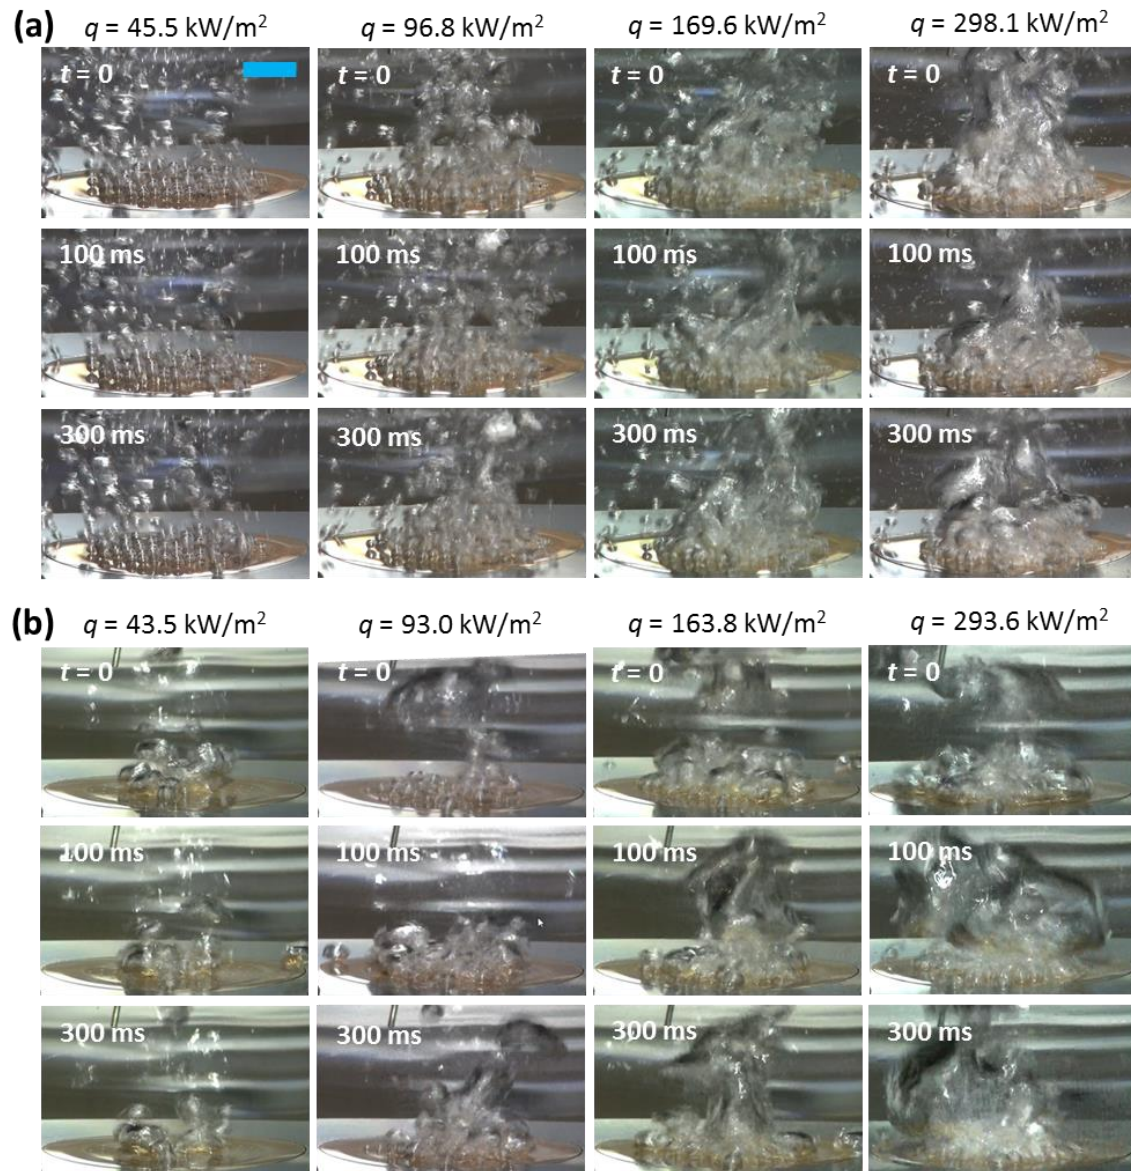 (a) q = 45.5 kW/m² q = 96.8 kW/m² q = 169.6 kW/m² q = 298.1 kW/m²
t = 0 t = 0 t = 0 t = 0
100 ms 100 ms 100 ms 100 ms
300 ms 300 ms 300 ms 300 ms
(b) q = 43.5 kW/m² q = 93.0 kW/m² q = 163.8 kW/m² q = 293.6 kW/m²
t = 0 t = 0 t = 0 t = 0
100 ms 100 ms 100 ms 100 ms
300 ms 300 ms 300 ms 300 ms